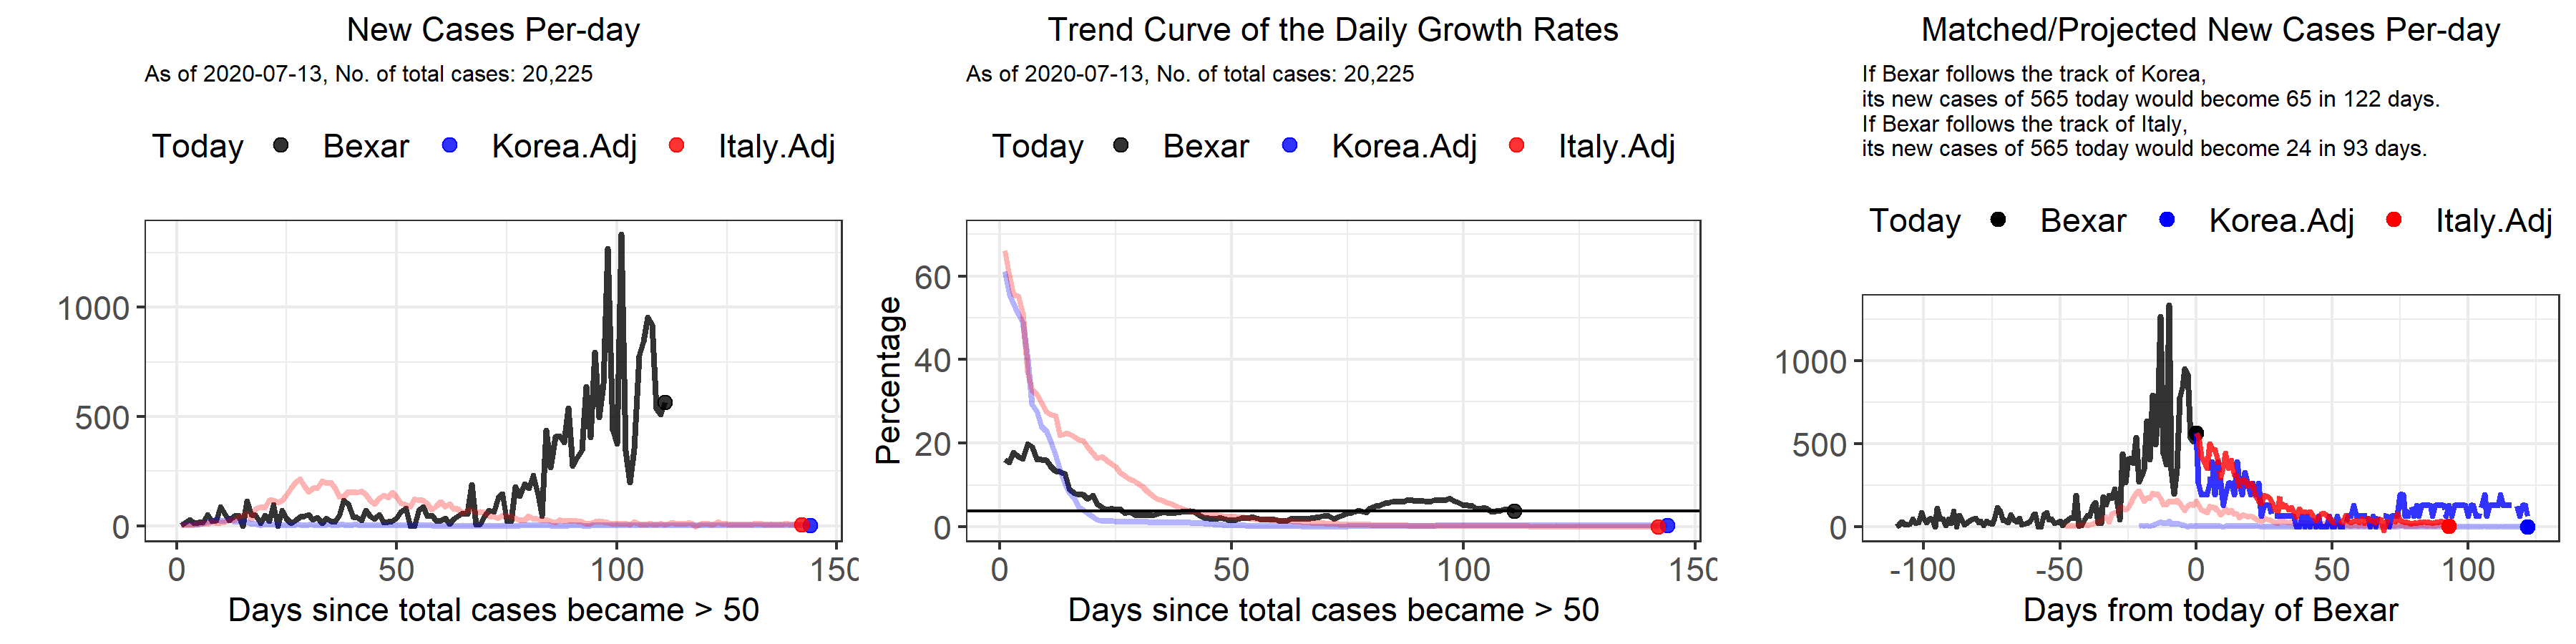 New Cases Per-day
As of 2020-07-13, No. of total cases: 20,225
Today Bexar Korea.Adj Italy.Adj
1000
500
0
0 50 100 150
Days since total cases became > 50
Trend Curve of the Daily Growth Rates
As of 2020-07-13, No. of total cases: 20,225
Today Bexar Korea.Adj Italy.Adj
Percentage
60
40
20
0
0 50 100 150
Days since total cases became > 50
Matched/Projected New Cases Per-day
If Bexar follows the track of Korea,
its new cases of 565 today would become 65 in 122 days.
If Bexar follows the track of Italy,
its new cases of 565 today would become 24 in 93 days.
Today Bexar Korea.Adj Italy.Adj
1000
500
0
-100 -50 0 50 100
Days from today of Bexar